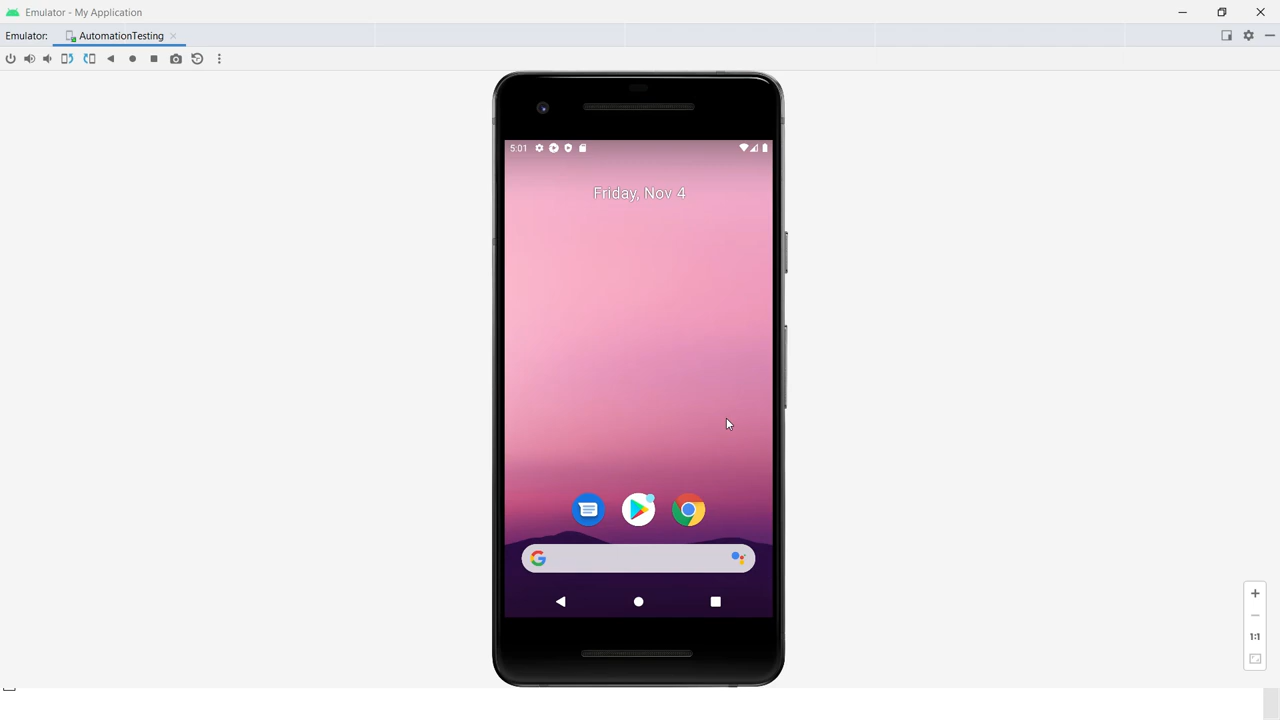 Emulator - My Application
Emulator: AutomationTesting
5:01
Friday, Nov 4
1:1